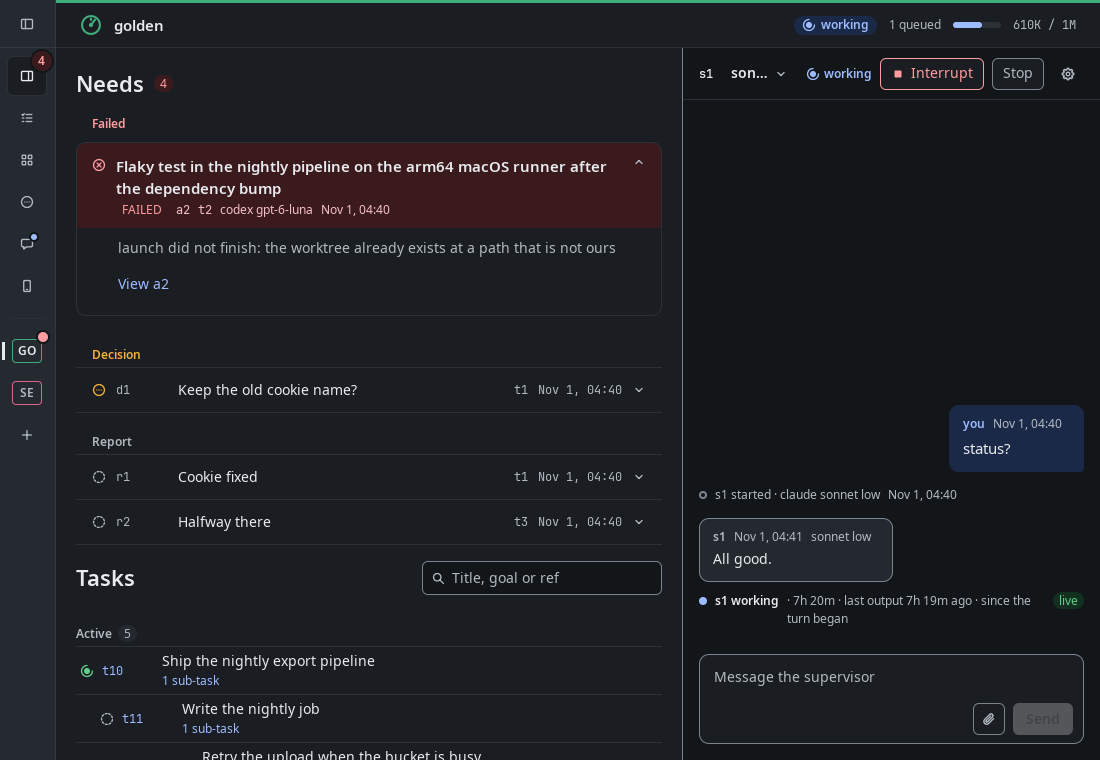 golden
working
1 queued
610K / 1M
4
GO
SE
Needs 4
Failed
Flaky test in the nightly pipeline on the arm64 macOS runner after
the dependency bump
FAILED a2 t2 codex gpt-6-luna Nov 1, 04:40
launch did not finish: the worktree already exists at a path that is not ours
View a2
Decision
d1 Keep the old cookie name? t1 Nov 1, 04:40
Report
r1 Cookie fixed t1 Nov 1, 04:40
r2 Halfway there t3 Nov 1, 04:40
Tasks
Title, goal or ref
Active 5
t10 Ship the nightly export pipeline
1 sub-task
t11 Write the nightly job
1 sub-task
Retry the upload when the bucket is busy
s1 son... working Interrupt Stop
you Nov 1, 04:40
status?
s1 started · claude sonnet low Nov 1, 04:40
s1 Nov 1, 04:41 sonnet low
All good.
s1 working · 7h 20m · last output 7h 19m ago · since the live
turn began
Message the supervisor
Send